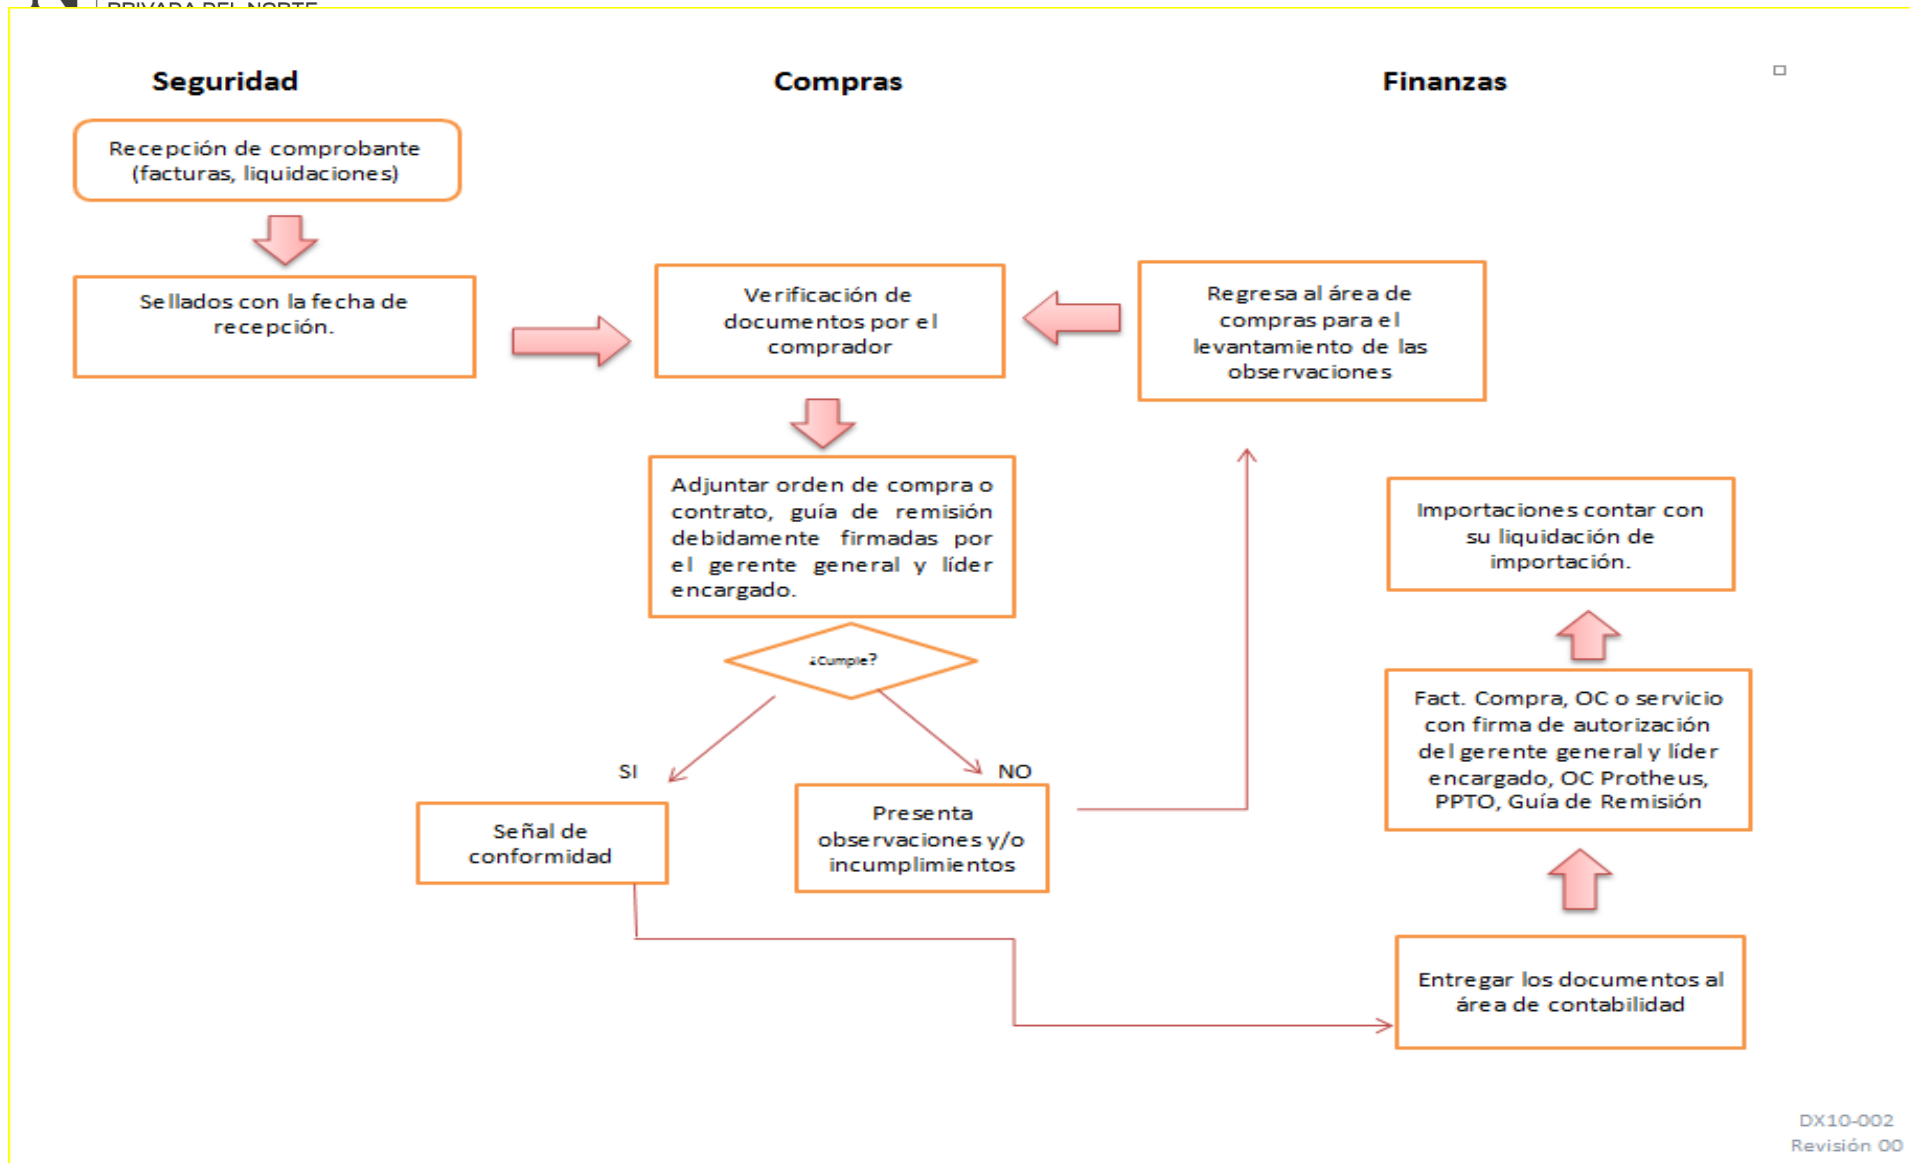 PRIVADA DEL NORTE
Seguridad
Compras
Finanzas
Recepción de comprobante
(facturas, liquidaciones)
Sellados con la fecha de
recepción.
Verificación de
documentos por el
comprador
Regresa al área de
compras para el
levantamiento de las
observaciones
Adjuntar orden de compra o
contrato, guía de remisión
debidamente firmadas por
el gerente general y líder
encargado.
Importaciones contar con
su liquidación de
importación.
¿Cumple?
Fact. Compra, OC o servicio
con firma de autorización
del gerente general y líder
encargado, OC Protheus,
PPTO, Guía de Remisión
SI
NO
Señal de
conformidad
Presenta
observaciones y/o
incumplimientos
Entregar los documentos al
área de contabilidad
DX10-002
Revisión 00